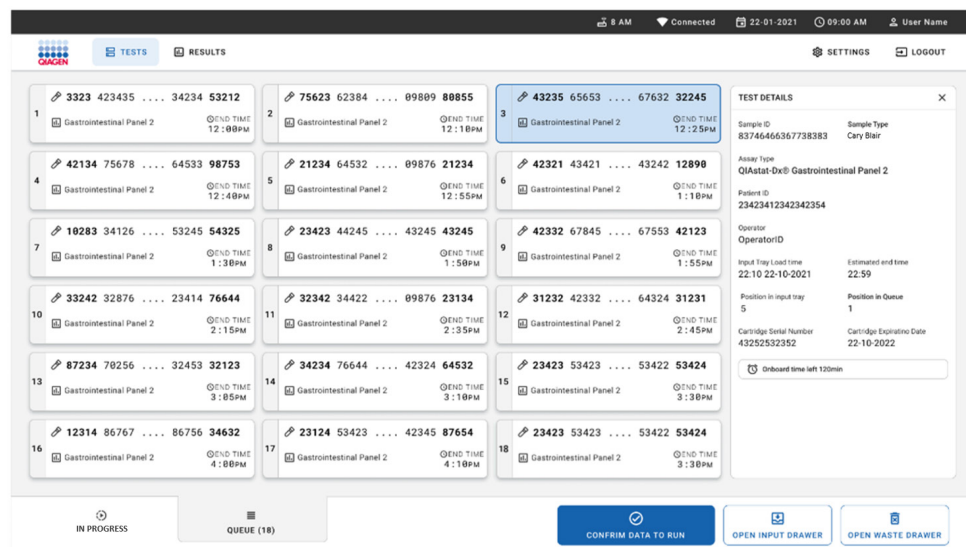 8 AM Connected 22-01-2021 09:00 AM User Name
QIAGEN TESTS RESULTS SETTINGS LOGOUT
1 3323 423435 .... 34234 53212
Gastrointestinal Panel 2 END TIME 12:00PM
2 75623 62384 .... 09809 80855
Gastrointestinal Panel 2 END TIME 12:10PM
3 43235 65653 .... 67632 32245
Gastrointestinal Panel 2 END TIME 12:25PM
4 42134 75678 .... 64533 98753
Gastrointestinal Panel 2 END TIME 12:40PM
5 21234 64532 .... 09876 21234
Gastrointestinal Panel 2 END TIME 12:55PM
6 42321 43421 .... 43242 12890
Gastrointestinal Panel 2 END TIME 1:10PM
7 10283 34126 .... 53245 54325
Gastrointestinal Panel 2 END TIME 1:30PM
8 23423 44245 .... 43245 43245
Gastrointestinal Panel 2 END TIME 1:50PM
9 42332 67845 .... 67553 42123
Gastrointestinal Panel 2 END TIME 1:55PM
10 33242 32876 .... 23414 76644
Gastrointestinal Panel 2 END TIME 2:15PM
11 32342 34422 .... 09876 23134
Gastrointestinal Panel 2 END TIME 2:35PM
12 31232 42332 .... 64324 31231
Gastrointestinal Panel 2 END TIME 2:45PM
13 87234 70256 .... 32453 32123
Gastrointestinal Panel 2 END TIME 3:05PM
14 34234 76644 .... 42324 64532
Gastrointestinal Panel 2 END TIME 3:10PM
15 23423 53423 .... 53422 53424
Gastrointestinal Panel 2 END TIME 3:30PM
16 12314 86767 .... 86756 34632
Gastrointestinal Panel 2 END TIME 4:00PM
17 23124 53423 .... 42345 87654
Gastrointestinal Panel 2 END TIME 4:10PM
18 23423 53423 .... 53422 53424
Gastrointestinal Panel 2 END TIME 3:30PM
TEST DETAILS
Sample ID Sample Type
83746466367738383 Cary Blair
Assay Type
QIAstat-Dx® Gastrointestinal Panel 2
Patient ID
23423412342342354
Operator
OperatorID
Input Tray Load time Estimated end time
22:10 22-10-2021 22:59
Position in input tray Position in Queue
5 1
Cartridge Serial Number Cartridge Expiratino Date
43252532352 22-10-2022
Onboard time left 120min
IN PROGRESS QUEUE (18) CONFRIM DATA TO RUN OPEN INPUT DRAWER OPEN WASTE DRAWER